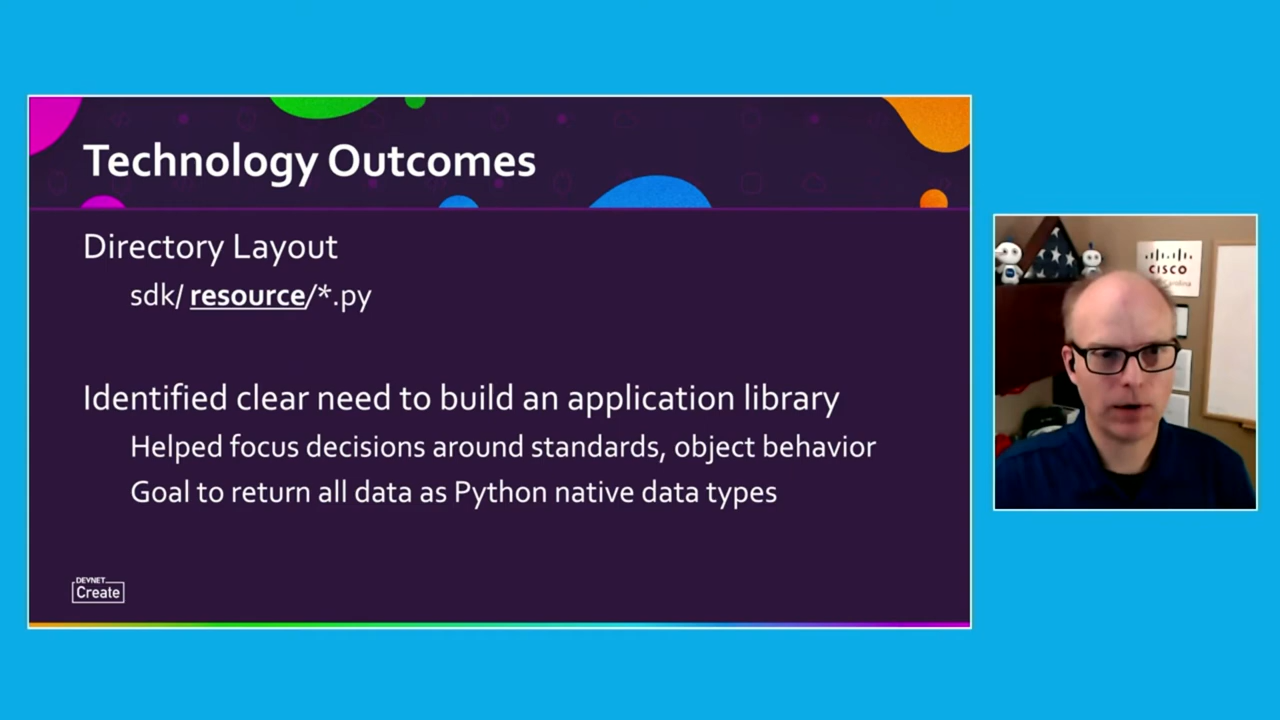 Technology Outcomes
Directory Layout
sdk/ resource/*.py
Identified clear need to build an application library
Helped focus decisions around standards, object behavior
Goal to return all data as Python native data types
DEVNET
Create
CISCO